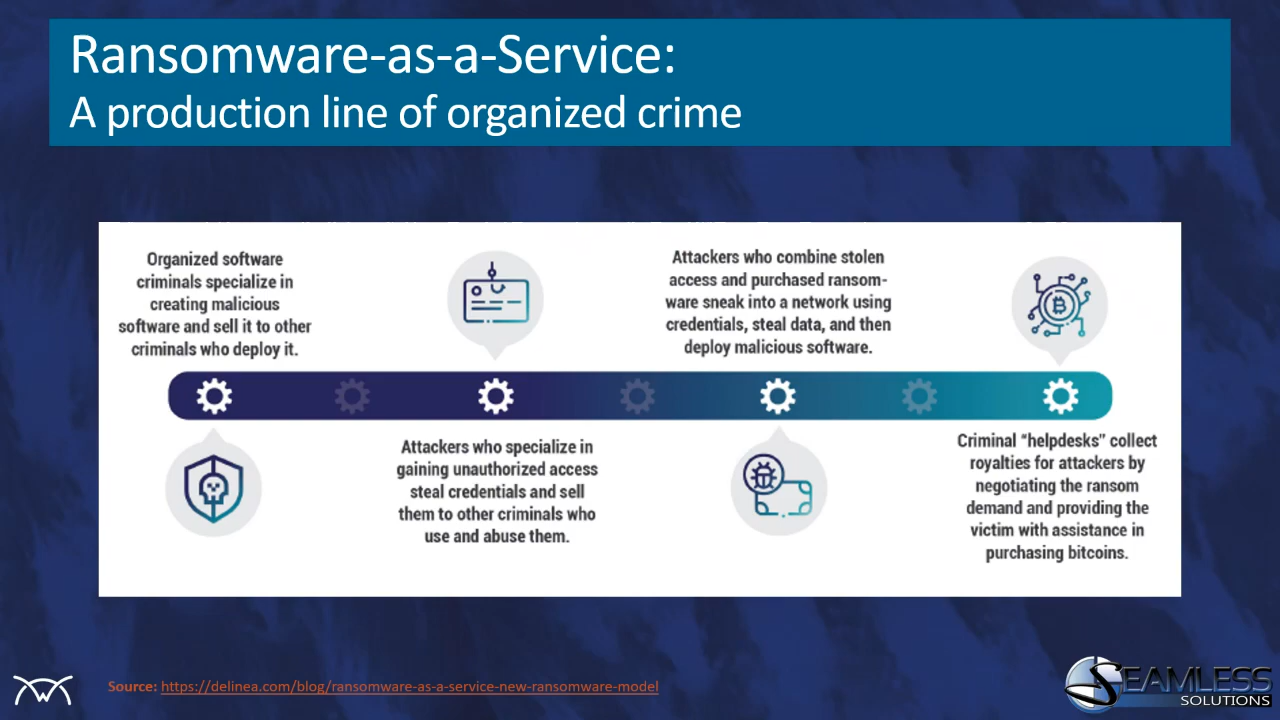 Ransomware-as-a-Service:
A production line of organized crime
Organized software
criminals specialize in
creating malicious
software and sell it to other
criminals who deploy it.
Attackers who specialize in
gaining unauthorized access
steal credentials and sell
them to other criminals who
use and abuse them.
Attackers who combine stolen
access and purchased ransom-
ware sneak into a network using
credentials, steal data, and then
deploy malicious software.
Criminal “helpdesks” collect
royalties for attackers by
negotiating the ransom
demand and providing the
victim with assistance in
purchasing bitcoins.
Source: https://delinea.com/blog/ransomware-as-a-service-new-ransomware-model
SEAMLESS
SOLUTIONS